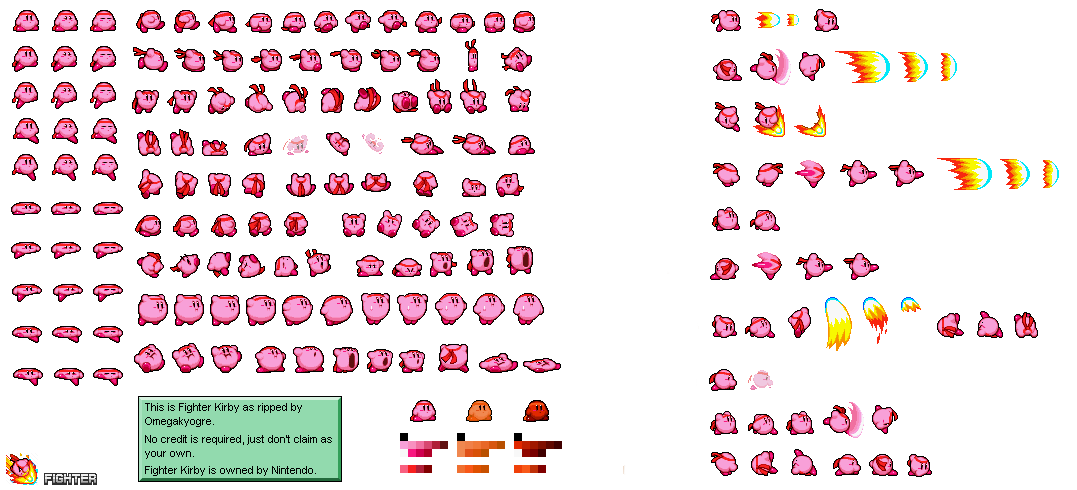 This is Fighter Kirby as ripped by
Omegakyogre.
No credit is required, just don't claim as
your own.
Fighter Kirby is owned by Nintendo.
FIGHTER